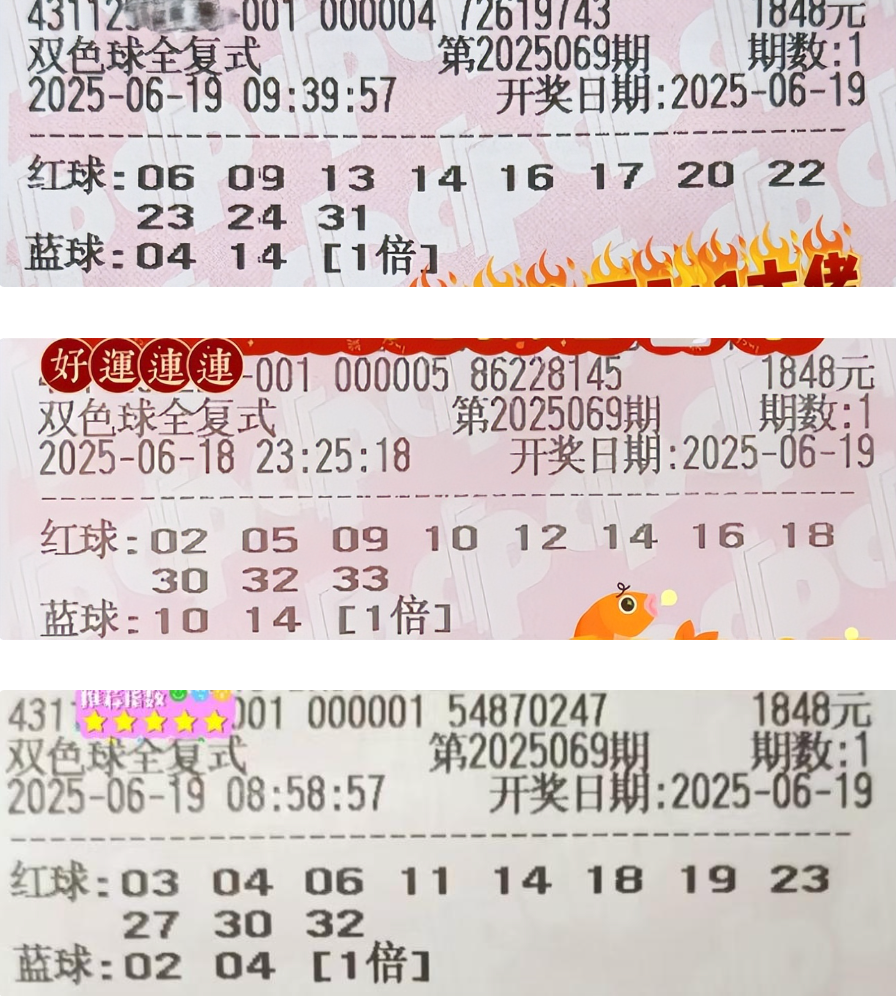 43112 -001 000004 72619743 1848元
双色球全复式 第2025069期 期数:1
2025-06-19 09:39:57 开奖日期:2025-06-19
红球:06 09 13 14 16 17 20 22
23 24 31
蓝球:04 14 [1倍]
好運連連
-001 000005 86228145 1848元
双色球全复式 第2025069期 期数:1
2025-06-18 23:25:18 开奖日期:2025-06-19
红球:02 05 09 10 12 14 16 18
30 32 33
蓝球:10 14 [1倍]
推荐指数
431 001 000001 54870247 1848元
双色球全复式 第2025069期 期数:1
2025-06-19 08:58:57 开奖日期:2025-06-19
红球:03 04 06 11 14 18 19 23
27 30 32
蓝球:02 04 [1倍]